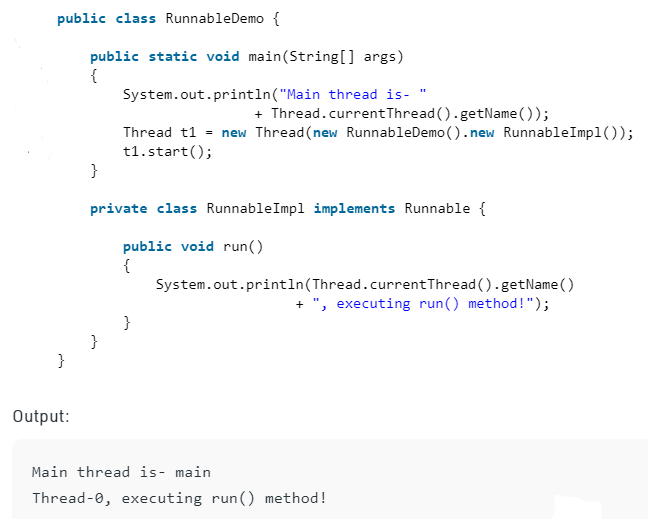 public class RunnableDemo {
public static void main(String[] args)
{
System.out.println("Main thread is- "
+ Thread.currentThread().getName());
Thread t1 = new Thread(new RunnableDemo().new RunnableImpl());
t1.start();
}
private class RunnableImpl implements Runnable {
public void run()
{
System.out.println(Thread.currentThread().getName()
+ ", executing run() method!");
}
}
}
Output:
Main thread is- main
Thread-0, executing run() method!